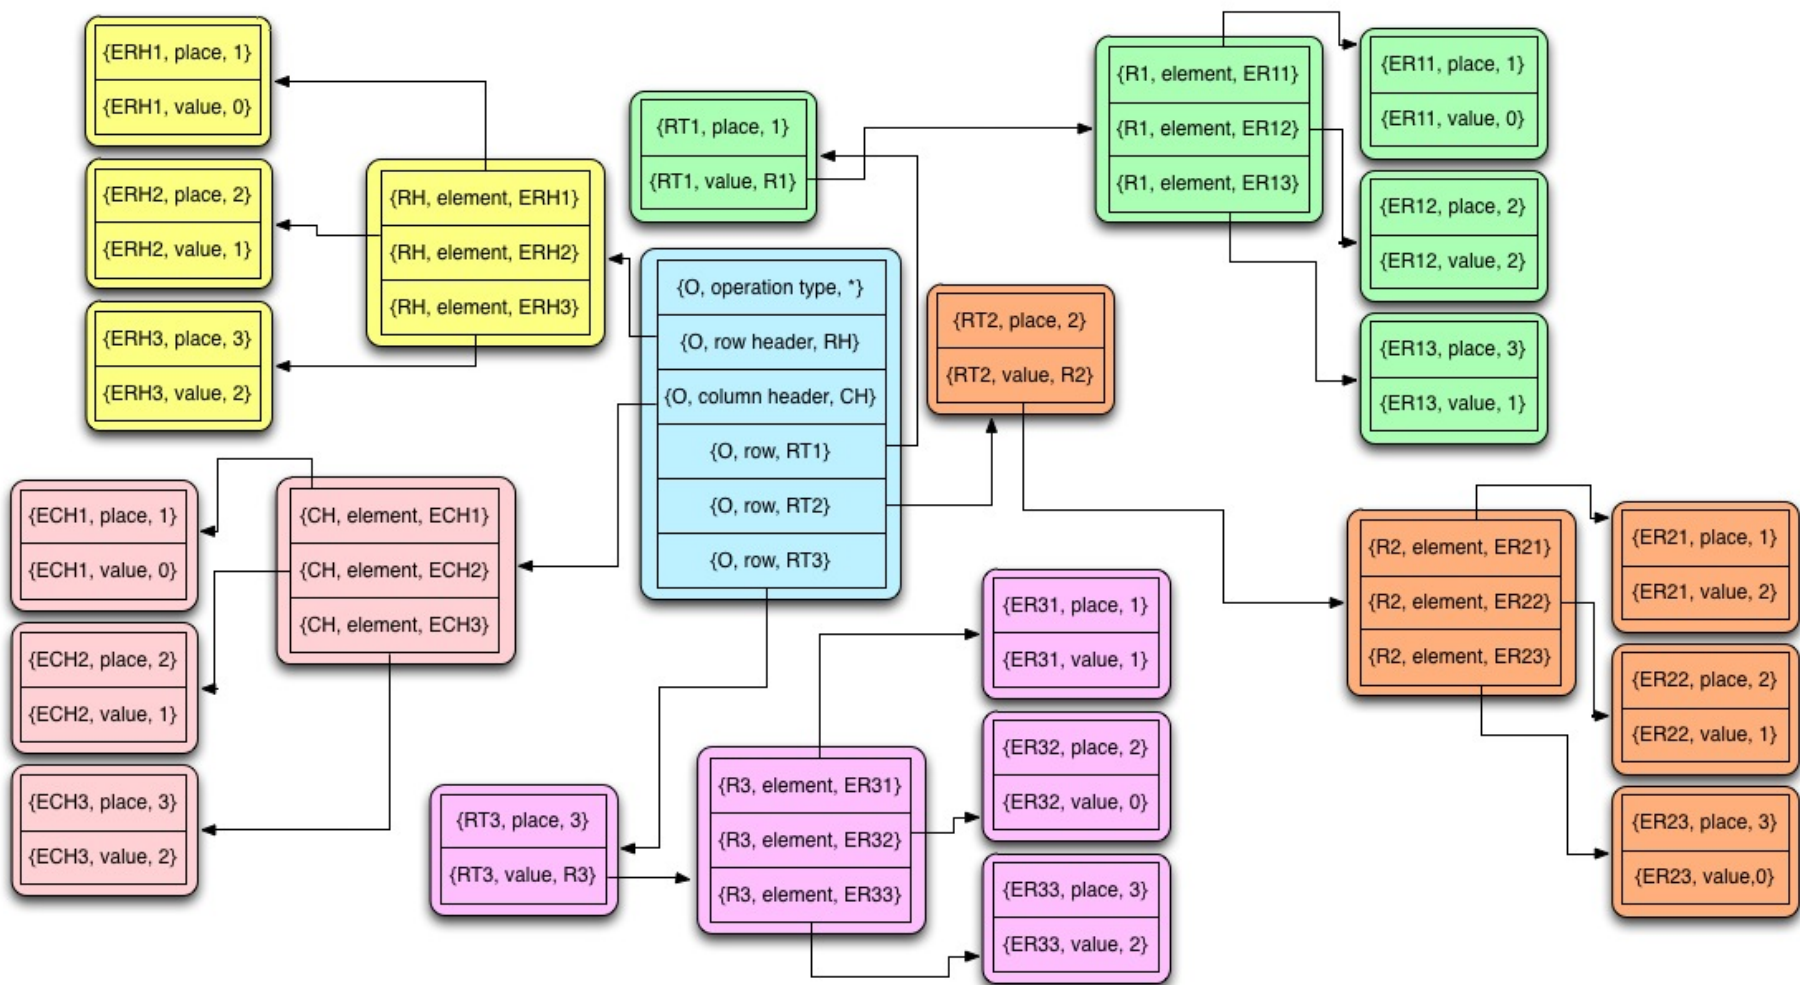 {ERH1, place, 1}
{ERH1, value, 0}
{ERH2, place, 2}
{ERH2, value, 1}
{ERH3, place, 3}
{ERH3, value, 2}
{RH, element, ERH1}
{RH, element, ERH2}
{RH, element, ERH3}
{RT1, place, 1}
{RT1, value, R1}
{R1, element, ER11}
{R1, element, ER12}
{R1, element, ER13}
{ER11, place, 1}
{ER11, value, 0}
{ER12, place, 2}
{ER12, value, 2}
{ER13, place, 3}
{ER13, value, 1}
{O, operation type, *}
{O, row header, RH}
{O, column header, CH}
{O, row, RT1}
{O, row, RT2}
{O, row, RT3}
{RT2, place, 2}
{RT2, value, R2}
{ECH1, place, 1}
{ECH1, value, 0}
{ECH2, place, 2}
{ECH2, value, 1}
{ECH3, place, 3}
{ECH3, value, 2}
{CH, element, ECH1}
{CH, element, ECH2}
{CH, element, ECH3}
{R2, element, ER21}
{R2, element, ER22}
{R2, element, ER23}
{ER21, place, 1}
{ER21, value, 2}
{ER22, place, 2}
{ER22, value, 1}
{ER23, place, 3}
{ER23, value,0}
{RT3, place, 3}
{RT3, value, R3}
{R3, element, ER31}
{R3, element, ER32}
{R3, element, ER33}
{ER31, place, 1}
{ER31, value, 1}
{ER32, place, 2}
{ER32, value, 0}
{ER33, place, 3}
{ER33, value, 2}